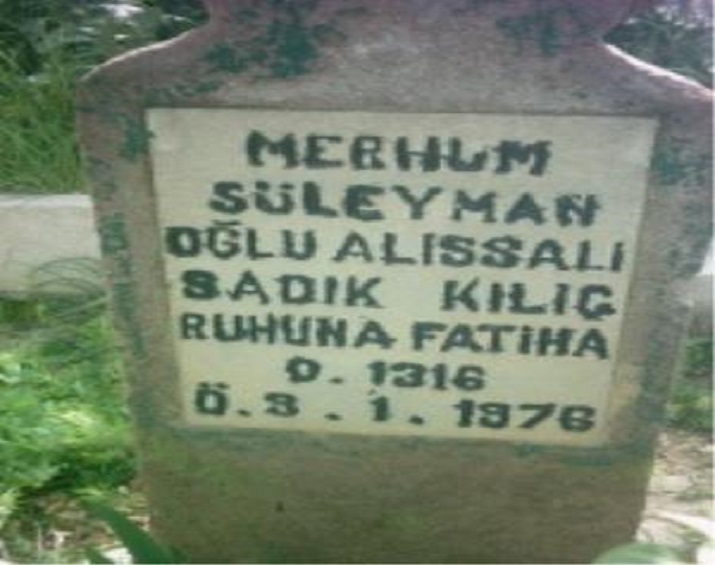 MERHUM
SÜLEYMAN
OĞLU ALISSALI
SADIK KILIÇ
RUHUNA FATİHA
D. 1316
Ö. 3. 1. 1976